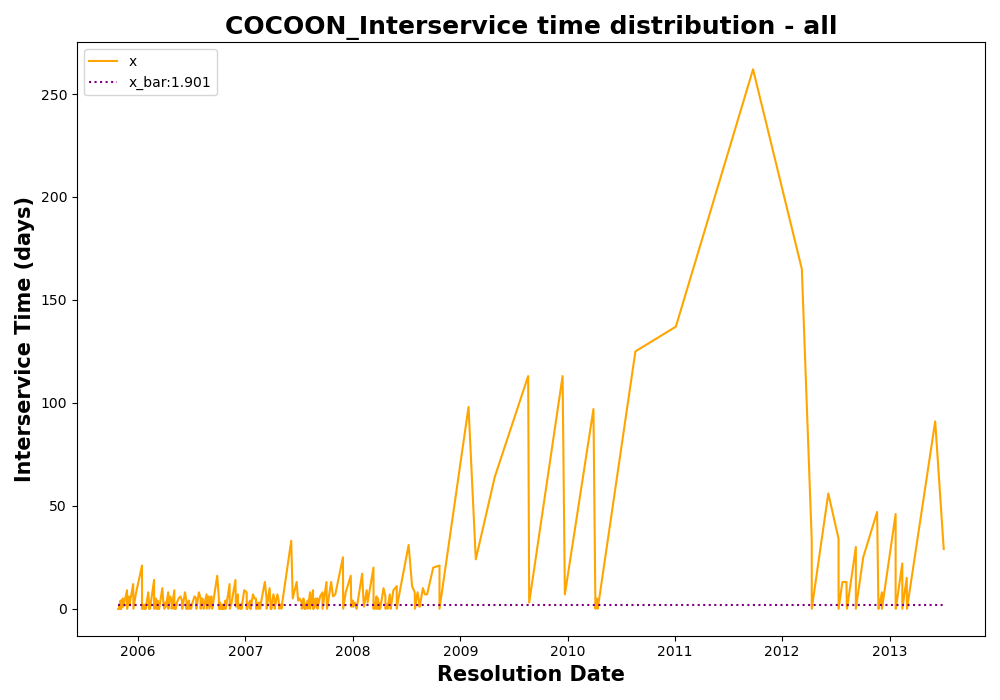 COCOON_Interservice time distribution - all
x
x_bar:1.901
Interservice Time (days)
250
200
150
100
50
0
2006 2007 2008 2009 2010 2011 2012 2013
Resolution Date